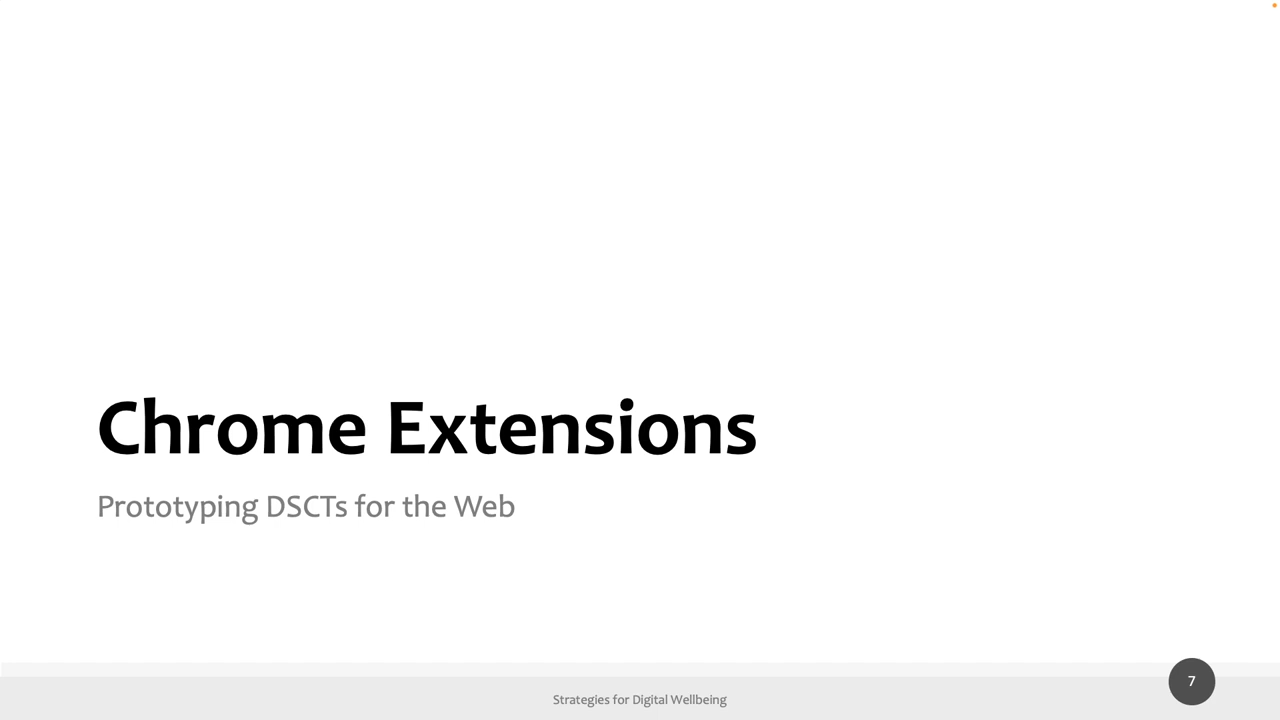 Chrome Extensions
Prototyping DSCTs for the Web
Strategies for Digital Wellbeing
7